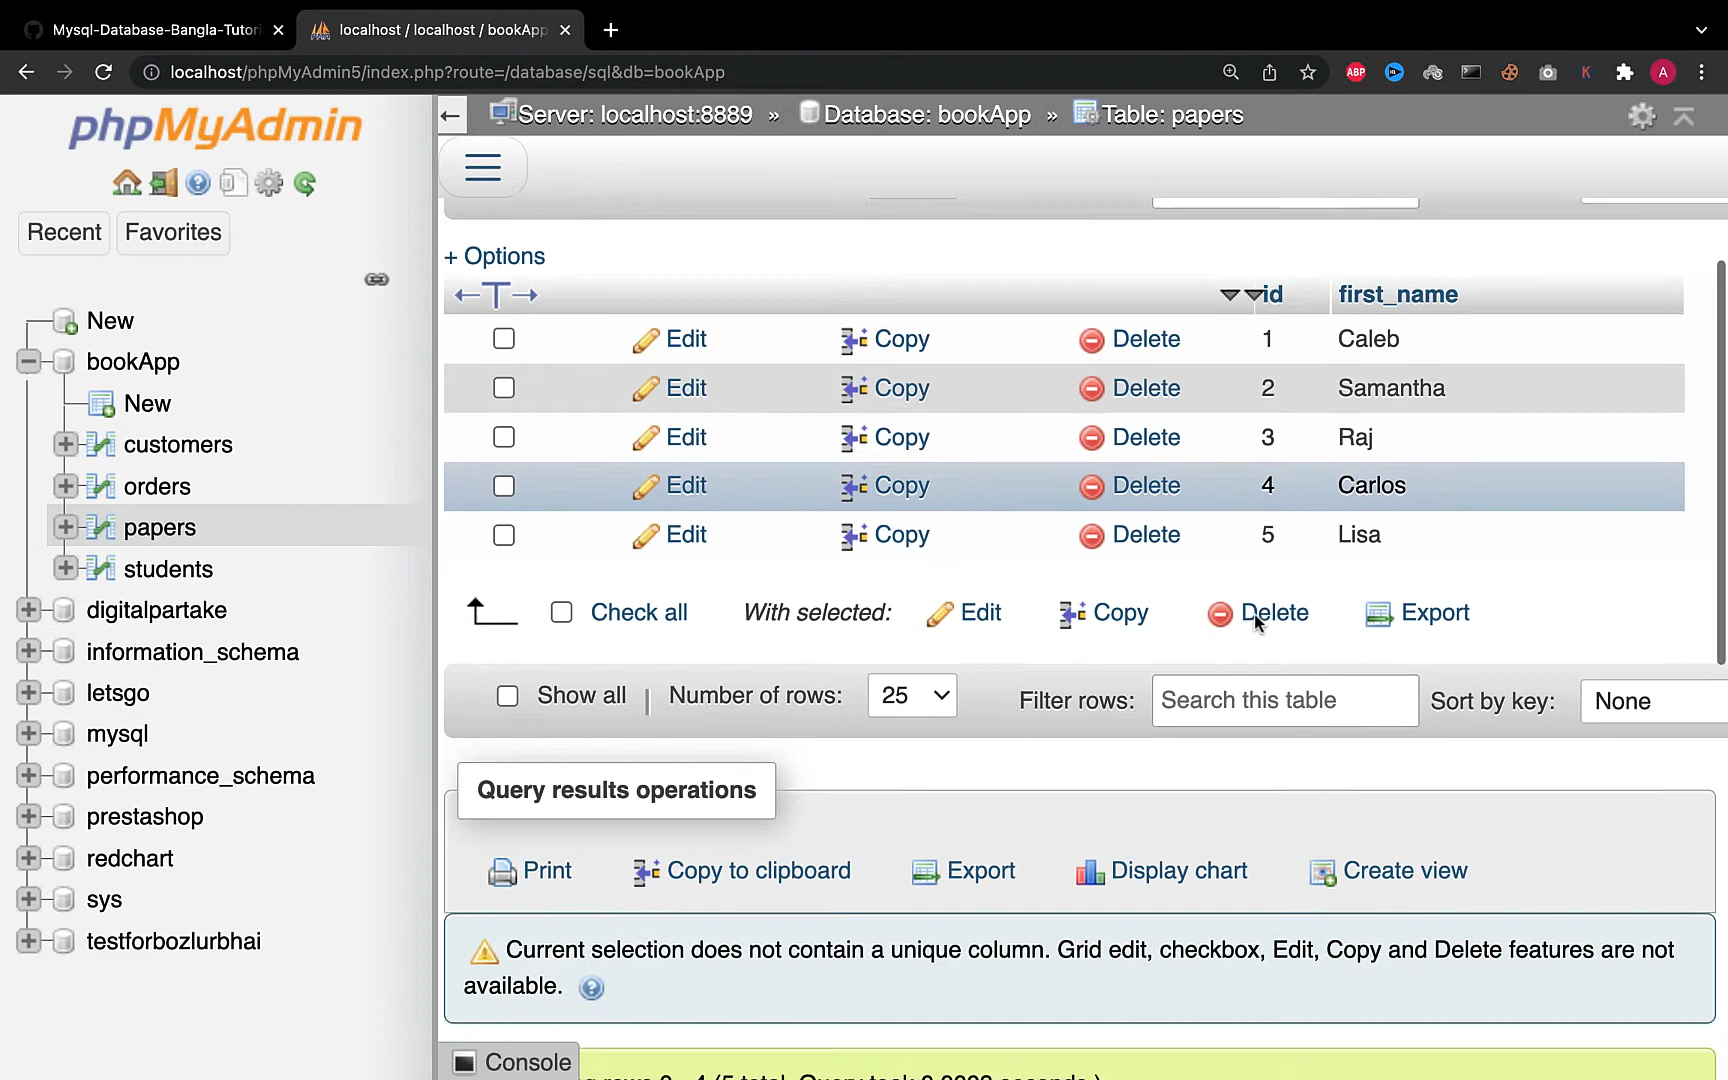 Mysql-Database-Bangla-Tutori
localhost / localhost / bookApp
localhost/phpMyAdmin5/index.php?route=/database/sql&db=bookApp
ABP
K
A
phpMyAdmin
Recent
Favorites
New
bookApp
New
customers
orders
papers
students
digitalpartake
information_schema
letsgo
mysql
performance_schema
prestashop
redchart
sys
testforbozlurbhai
Server: localhost:8889 » Database: bookApp » Table: papers
+ Options
←T→ id first_name
Edit Copy Delete 1 Caleb
Edit Copy Delete 2 Samantha
Edit Copy Delete 3 Raj
Edit Copy Delete 4 Carlos
Edit Copy Delete 5 Lisa
Check all With selected: Edit Copy Delete Export
Show all | Number of rows: 25 Filter rows: Search this table Sort by key: None
Query results operations
Print Copy to clipboard Export Display chart Create view
Current selection does not contain a unique column. Grid edit, checkbox, Edit, Copy and Delete features are not
available.
Console